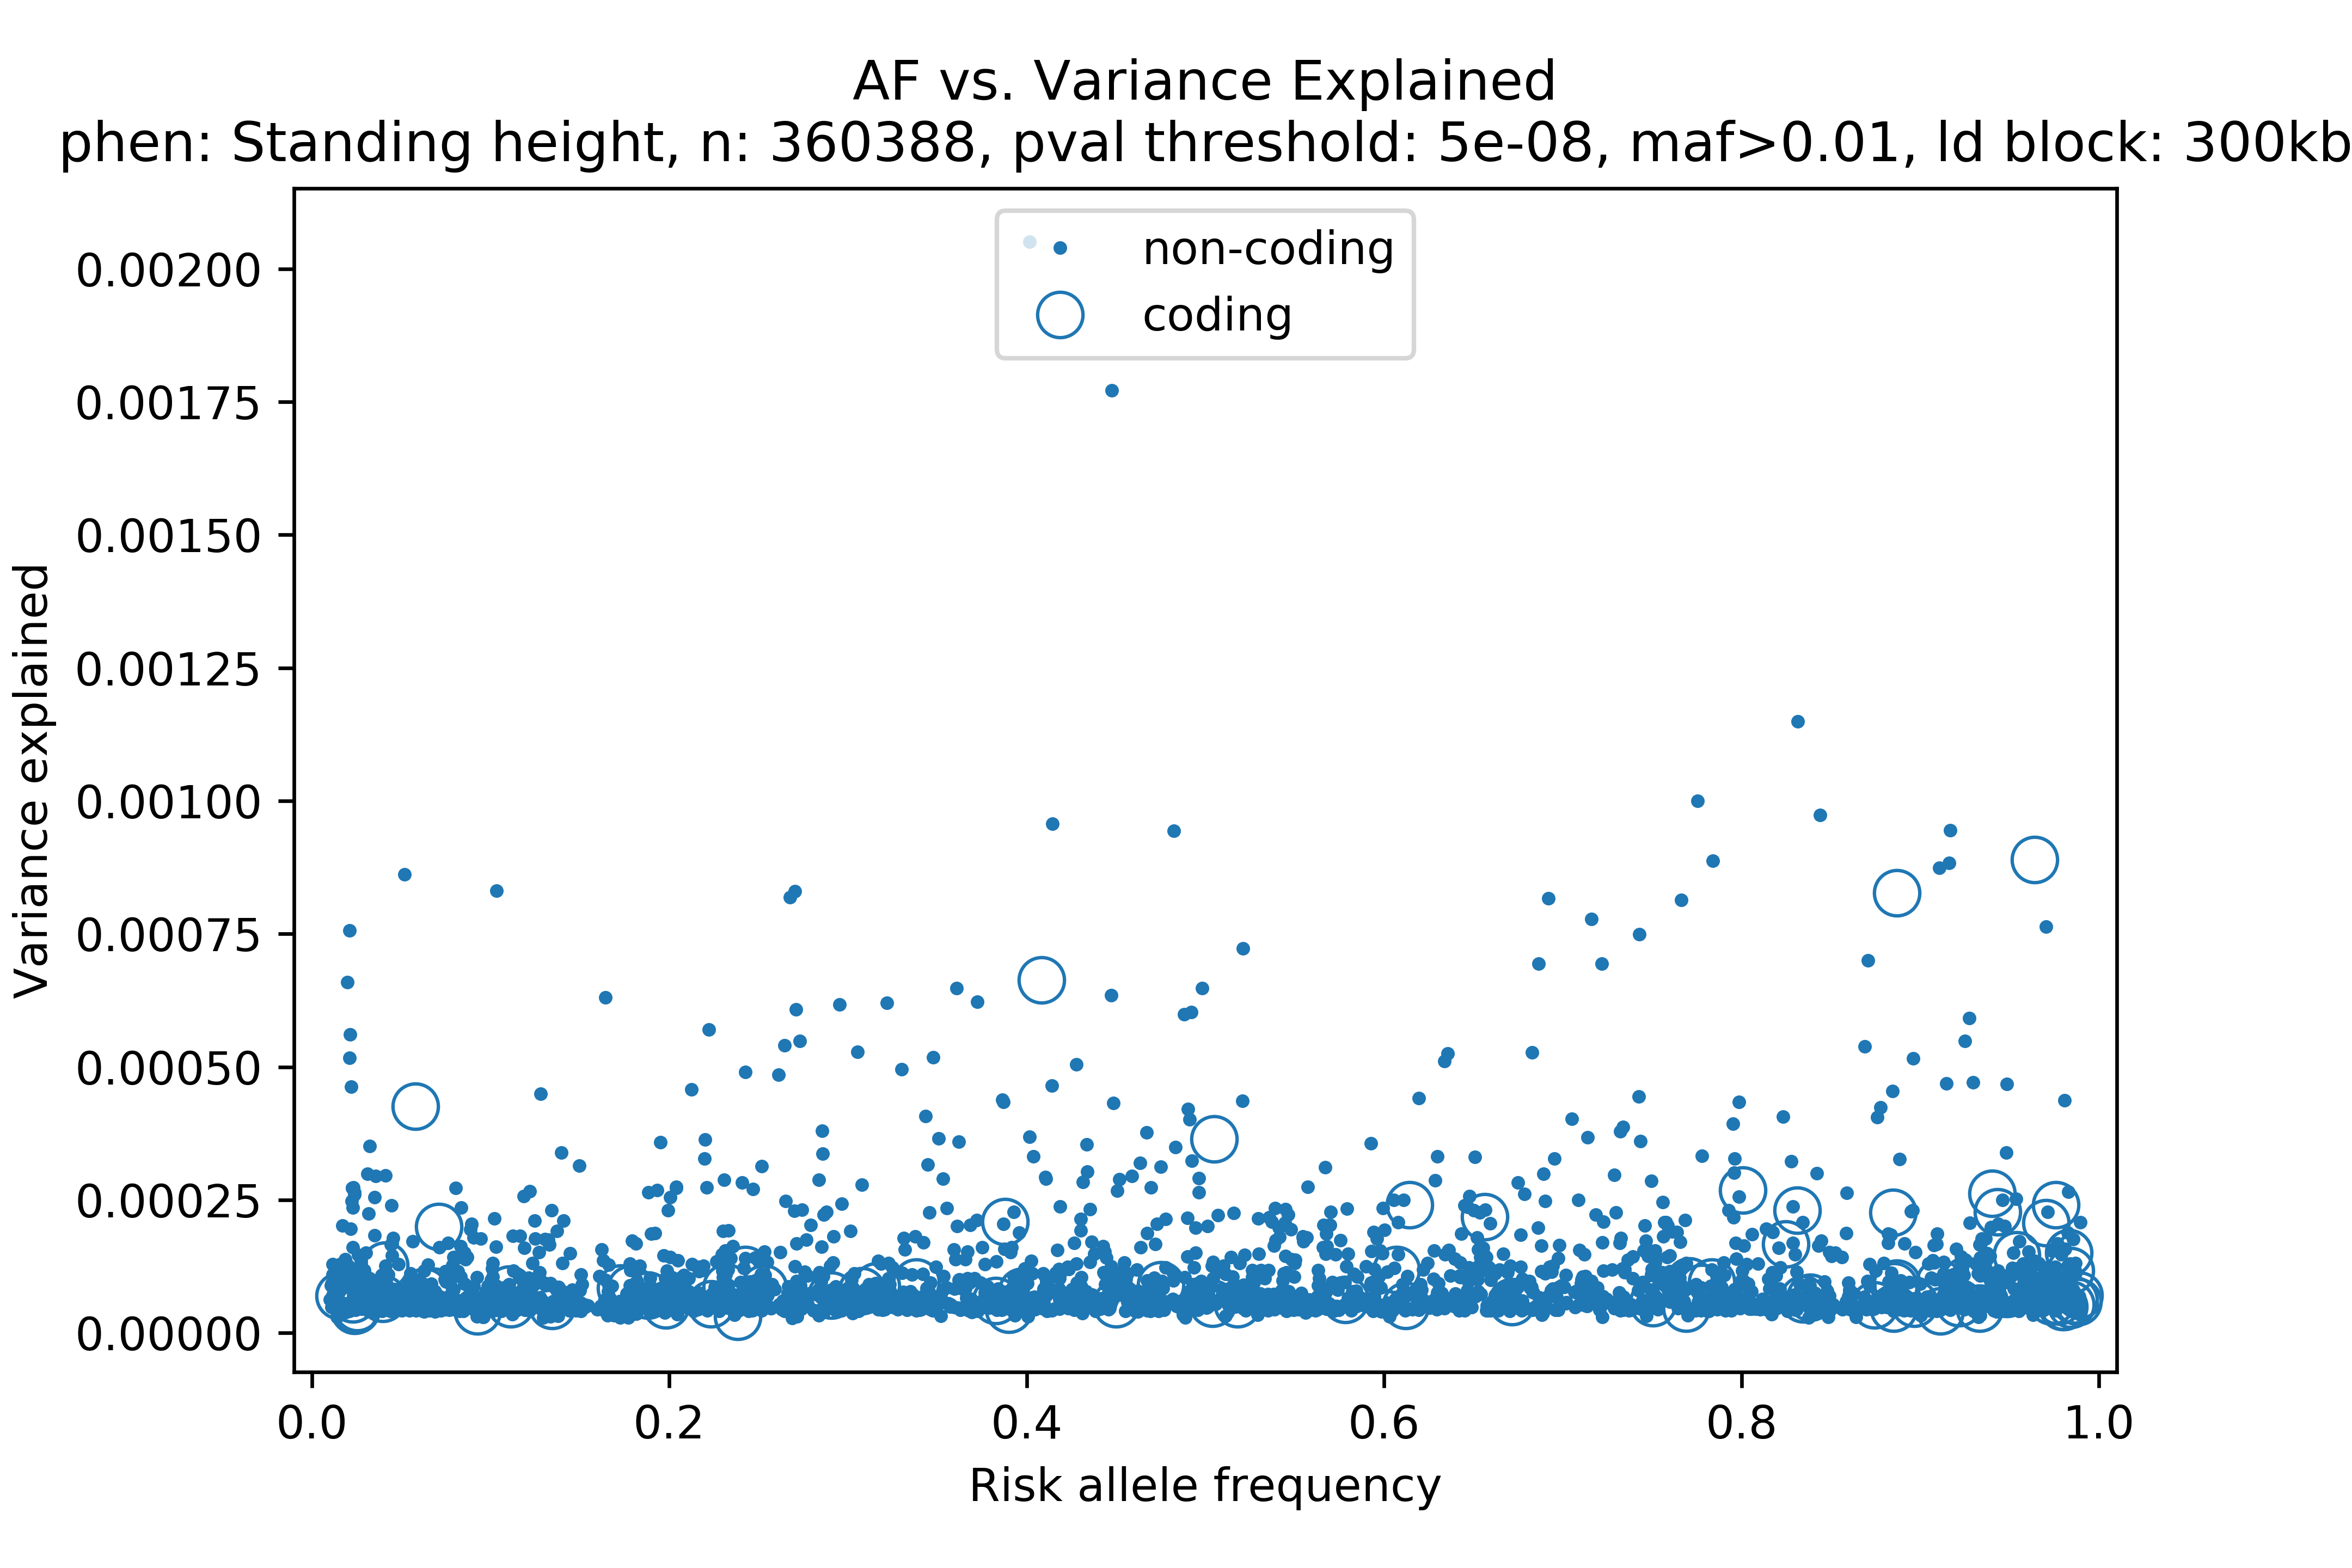 AF vs. Variance Explained
phen: Standing height, n: 360388, pval threshold: 5e-08, maf>0.01, ld block: 300kb
non-coding
coding
0.00200
0.00175
0.00150
0.00125
0.00100
0.00075
0.00050
0.00025
0.00000
Variance explained
0.0 0.2 0.4 0.6 0.8 1.0
Risk allele frequency